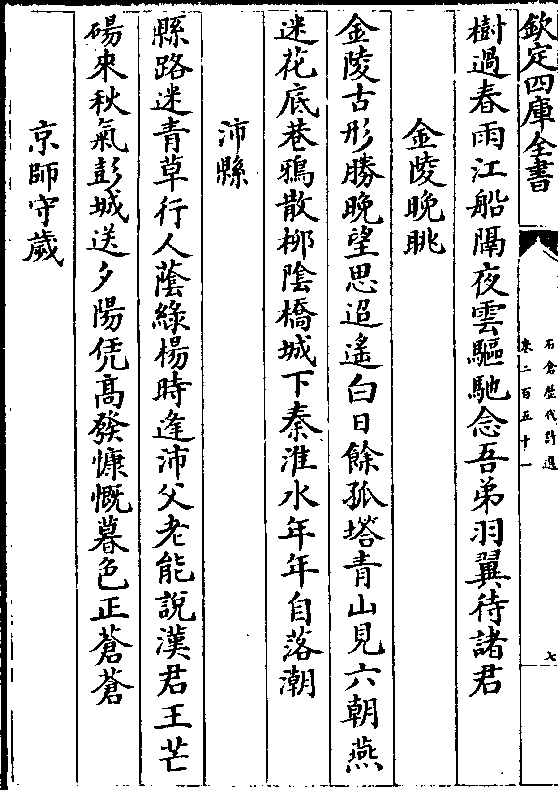 欽定四庫全書
石倉歷代詩選
卷二百五十一
七
樹過春雨江船隔夜雲驅馳念吾弟羽翼待諸君
金陵晚眺
金陵古形勝晚望思迢遙白日餘孤塔青山見六朝燕
迷花底巷鴉散柳陰橋城下秦淮水年年自落潮
沛縣
縣路迷青草行人蔭綠楊時逢沛父老能說漢君王芒
碭來秋氣彭城送夕陽凭高發慷慨暮色正蒼蒼
京師守歲